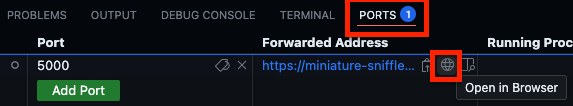 PROBLEMS OUTPUT DEBUG CONSOLE TERMINAL PORTS 1
Port Forwarded Address Running Proc
5000 https://miniature-sniffle...
Add Port Open in Browser